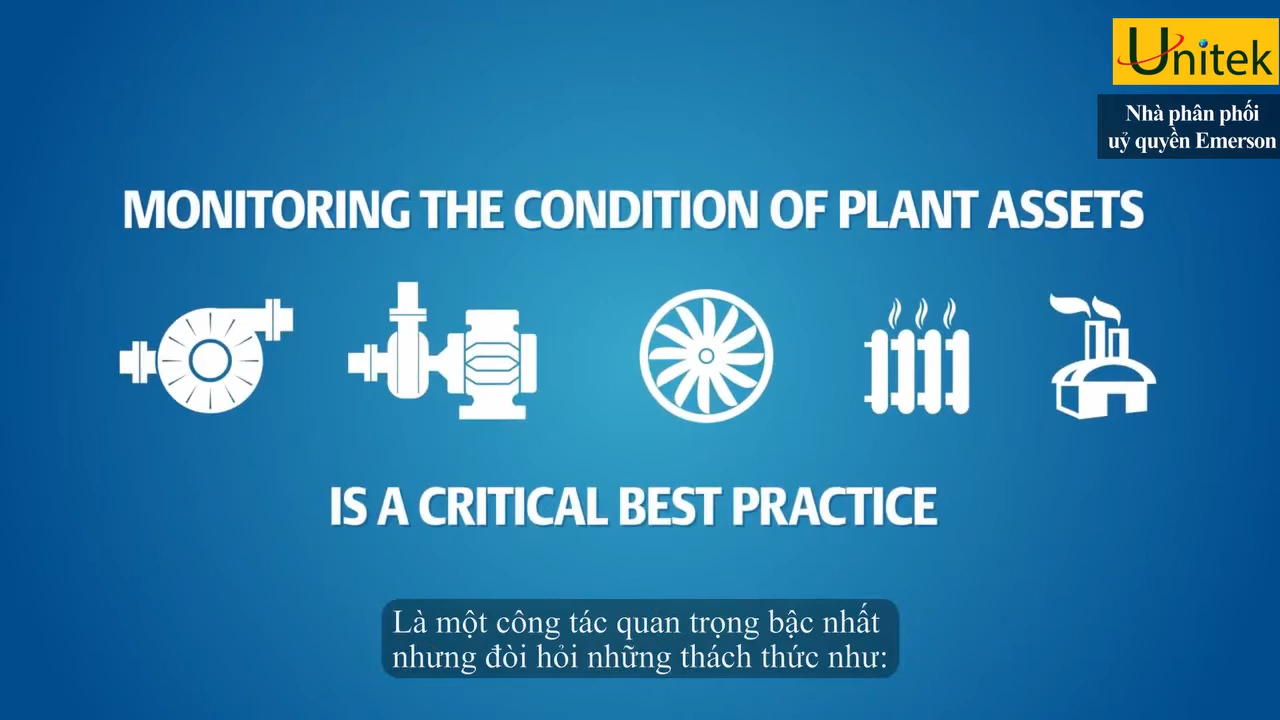 Unitek
Nhà phân phối
uỷ quyền Emerson
MONITORING THE CONDITION OF PLANT ASSETS
IS A CRITICAL BEST PRACTICE
Là một công tác quan trọng bậc nhất
nhưng đòi hỏi những thách thức như: